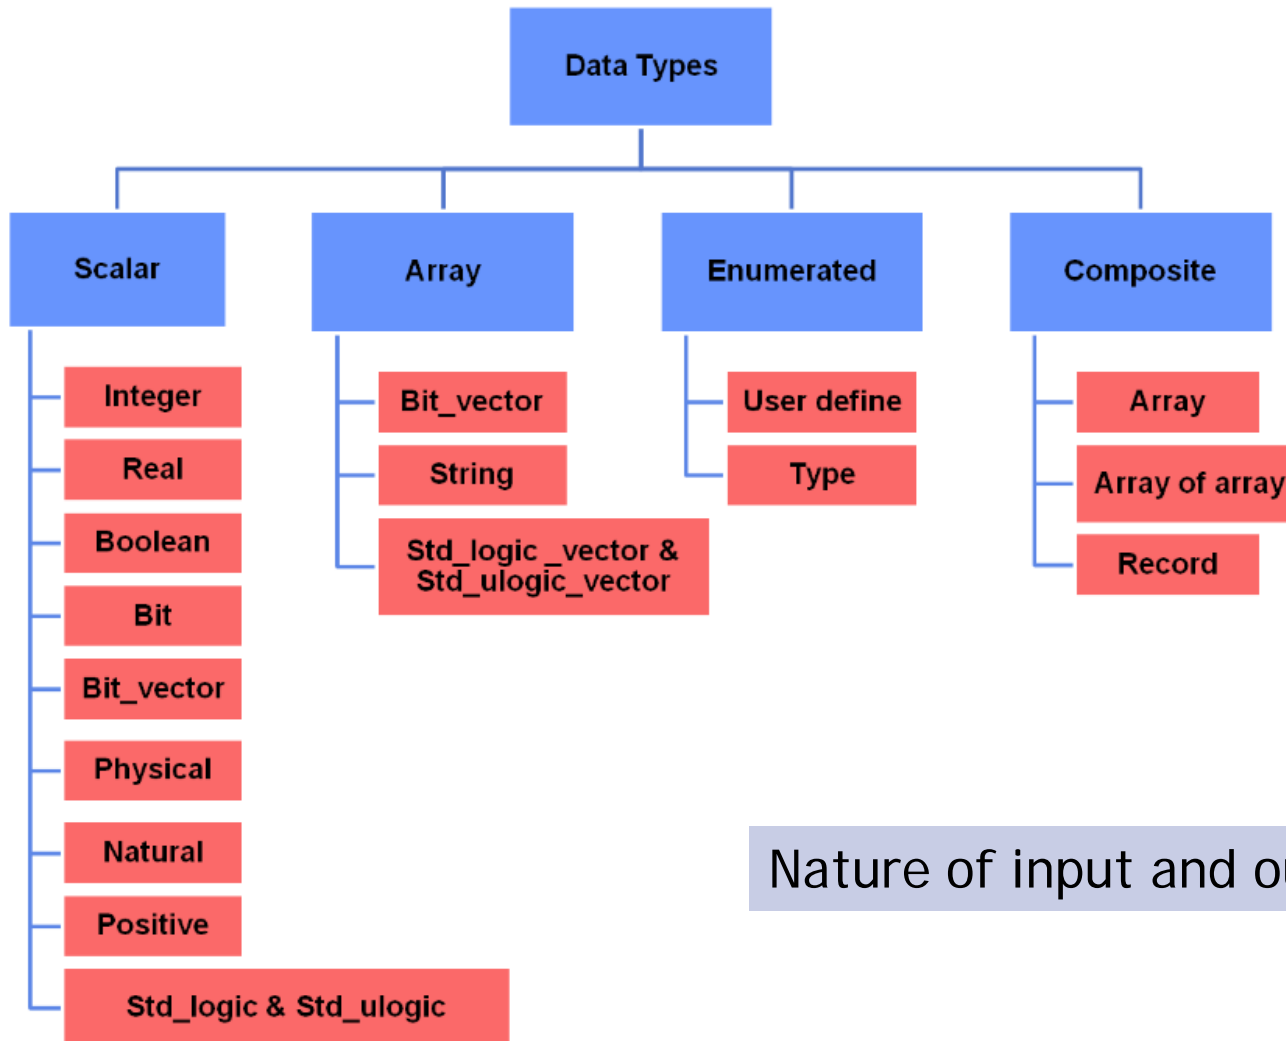 Data Types
Scalar
Integer
Real
Boolean
Bit
Bit_vector
Physical
Natural
Positive
Std_logic & Std_ulogic
Array
Bit_vector
String
Std_logic _vector &
Std_ulogic_vector
Enumerated
User define
Type
Composite
Array
Array of array
Record
Nature of input and